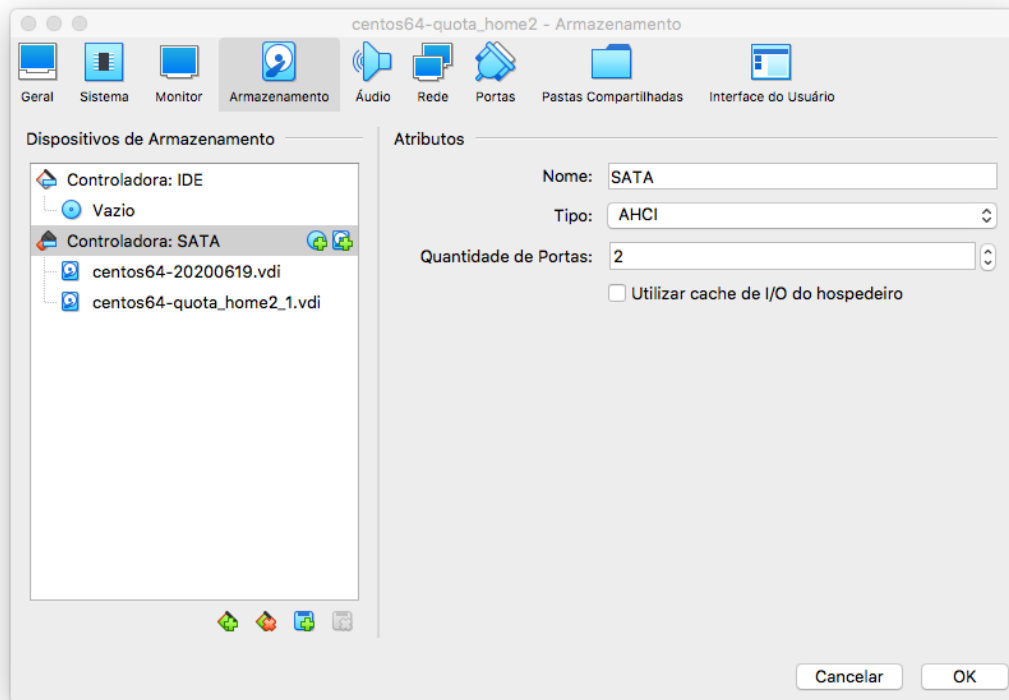 centos64-quota_home2 - Armazenamento
Geral Sistema Monitor Armazenamento Áudio Rede Portas Pastas Compartilhadas Interface do Usuário
Dispositivos de Armazenamento
Controladora: IDE
Vazio
Controladora: SATA
centos64-20200619.vdi
centos64-quota_home2_1.vdi
Atributos
Nome: SATA
Tipo: AHCI
Quantidade de Portas: 2
Utilizar cache de I/O do hospedeiro
Cancelar OK